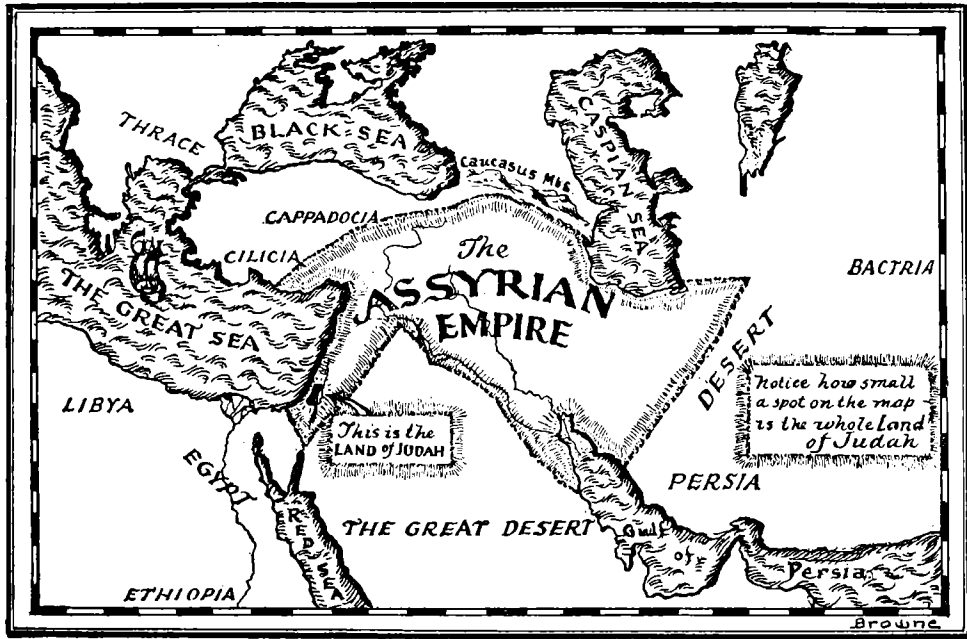 THRACE
BLACK-SEA
CASPIAN SEA
Caucasus Mts
CAPPADOCIA
CILICIA
The
ASSYRIAN
EMPIRE
BACTRIA
THE GREAT SEA
DESERT
Notice how small
a spot on the map
is the whole Land
of Judah
LIBYA
This is the
LAND of JUDAH
EGYPT
PERSIA
RED SEA
THE GREAT DESERT
Gulf
of
Persia
ETHIOPIA
Browne